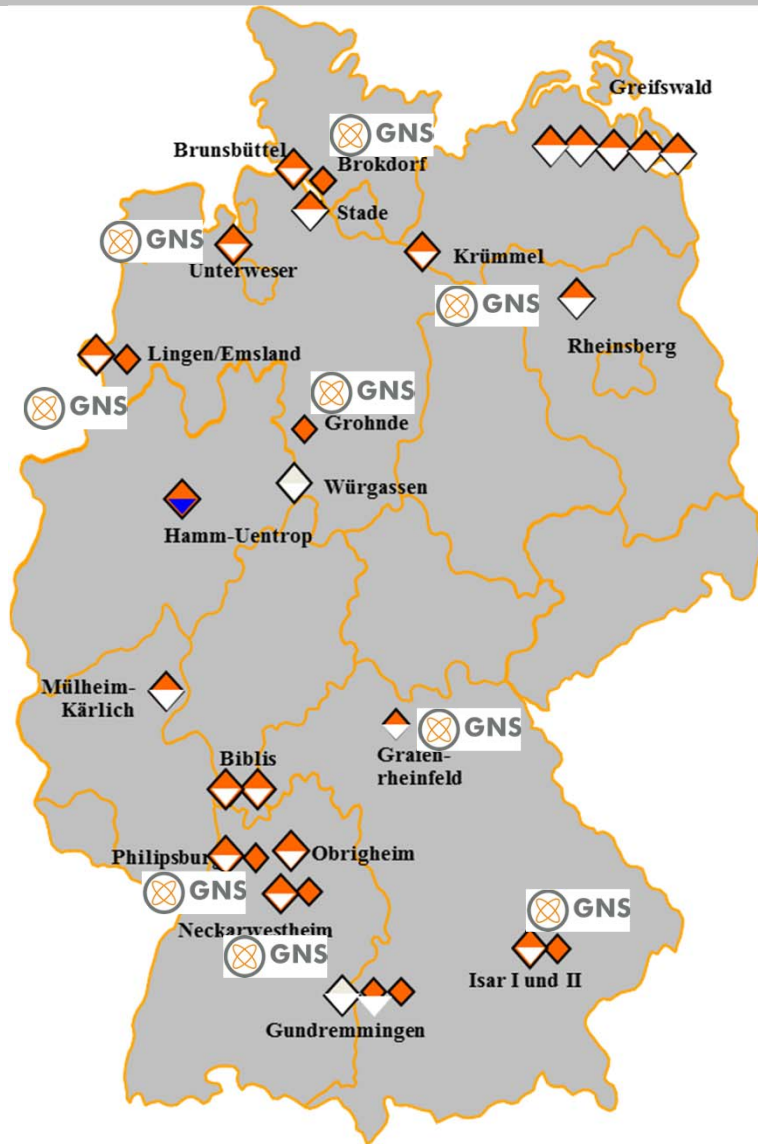 Greifswald
GNS
Brunsbüttel
Brokdorf
Stade
GNS
Unterweser
Krümmel
GNS
Rheinsberg
Lingen/Emsland
GNS
GNS
Grohnde
Würgassen
Hamm-Uentrop
Mülheim-
Kärlich
GNS
Grafen-
rheinfeld
Biblis
Philipsburg
Obrigheim
GNS
Neckarwestheim
GNS
GNS
Isar I und II
Gundremmingen